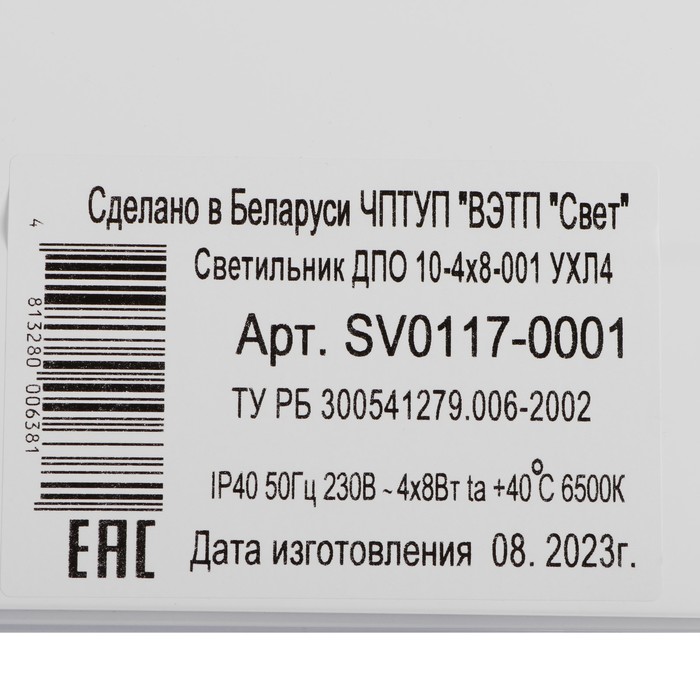 Сделано в Беларуси ЧПТУП "ВЭТП "Свет"
Светильник ДПО 10-4х8-001 УХЛ4
Арт. SV0117-0001
ТУ РБ 300541279.006-2002
IP40 50Гц 230В ~ 4х8Вт ta +40°C 6500К
Дата изготовления 08. 2023г.
4 813280 006381
EAC